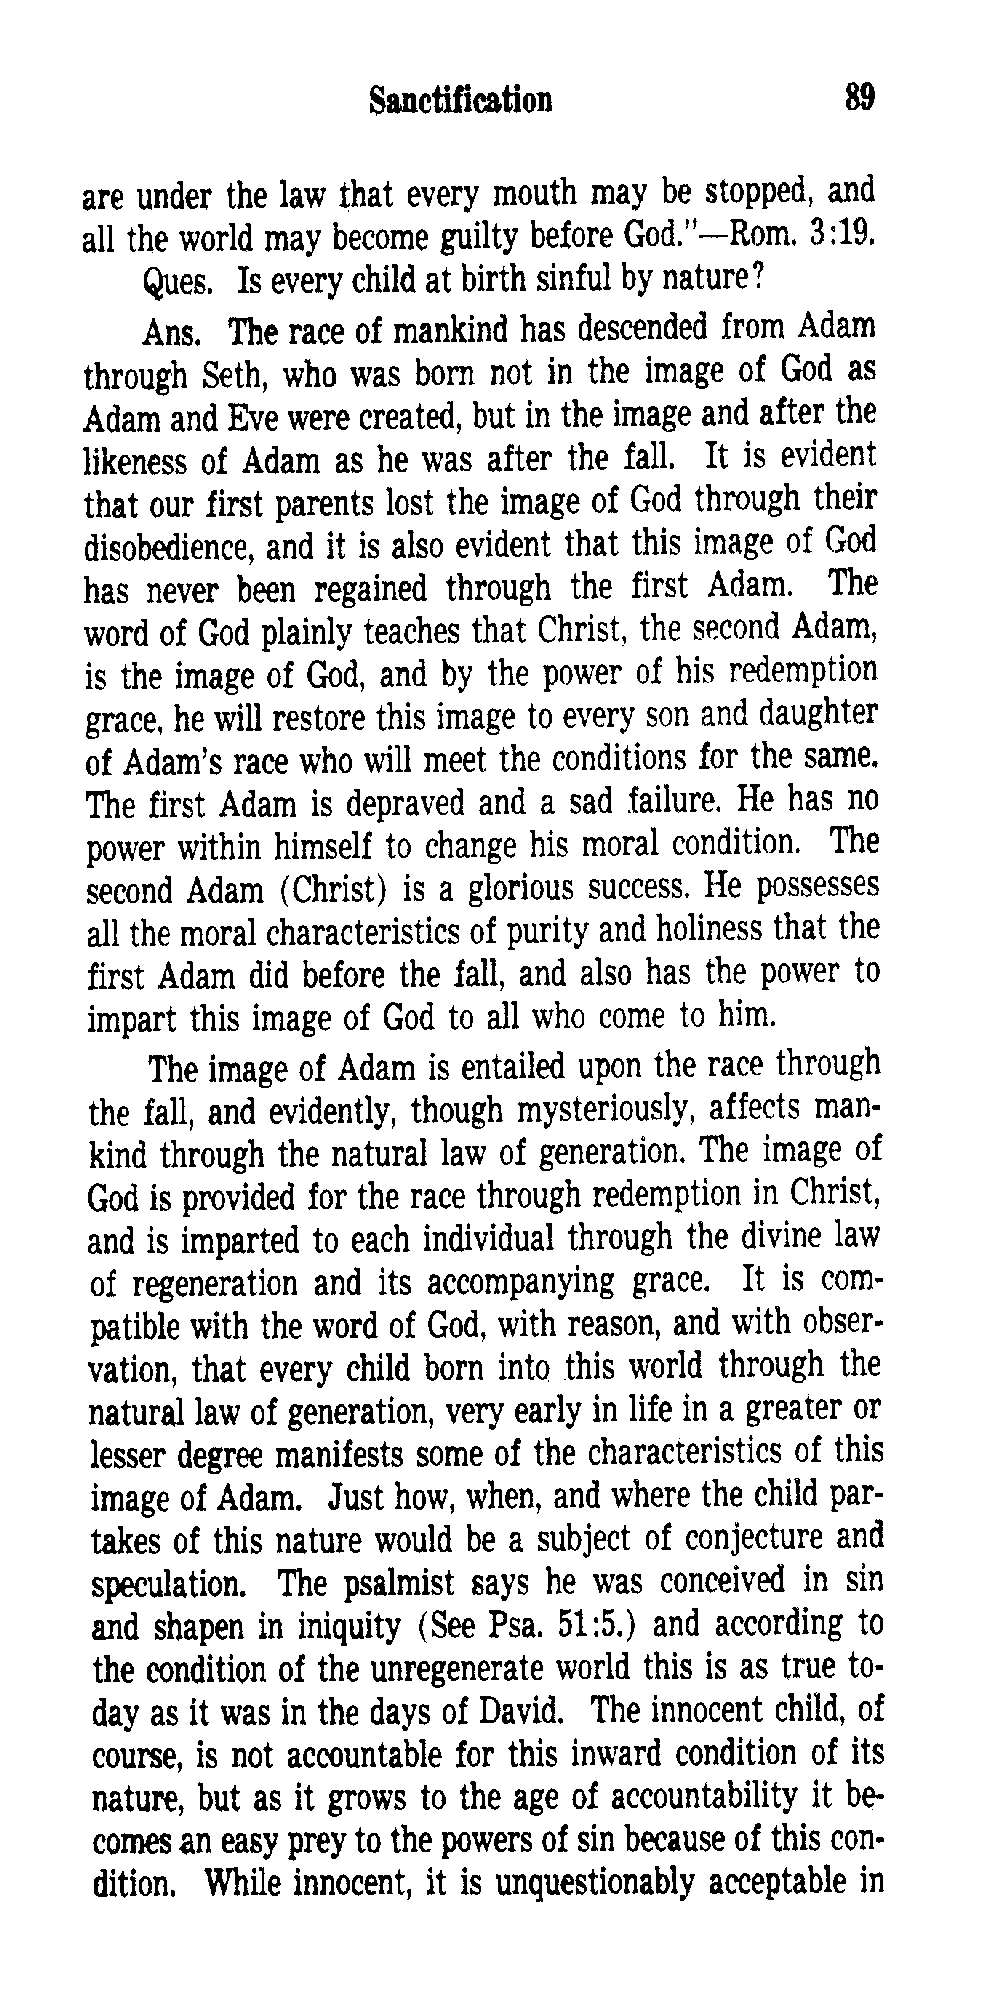 Sanctification 89
are under the law that every mouth may be stopped, and
all the world may become guilty before God."—Rom. 3:19.
Ques. Is every child at birth sinful by nature?
Ans. The race of mankind has descended from Adam
through Seth, who was born not in the image of God as
Adam and Eve were created, but in the image and after the
likeness of Adam as he was after the fall. It is evident
that our first parents lost the image of God through their
disobedience, and it is also evident that this image of God
has never been regained through the first Adam. The
word of God plainly teaches that Christ, the second Adam,
is the image of God, and by the power of his redemption
grace, he will restore this image to every son and daughter
of Adam's race who will meet the conditions for the same.
The first Adam is depraved and a sad failure. He has no
power within himself to change his moral condition. The
second Adam (Christ) is a glorious success. He possesses
all the moral characteristics of purity and holiness that the
first Adam did before the fall, and also has the power to
impart this image of God to all who come to him.
The image of Adam is entailed upon the race through
the fall, and evidently, though mysteriously, affects man-
kind through the natural law of generation. The image of
God is provided for the race through redemption in Christ,
and is imparted to each individual through the divine law
of regeneration and its accompanying grace. It is com-
patible with the word of God, with reason, and with obser-
vation, that every child born into this world through the
natural law of generation, very early in life in a greater or
lesser degree manifests some of the characteristics of this
image of Adam. Just how, when, and where the child par-
takes of this nature would be a subject of conjecture and
speculation. The psalmist says he was conceived in sin
and shapen in iniquity (See Psa. 51:5.) and according to
the condition of the unregenerate world this is as true to-
day as it was in the days of David. The innocent child, of
course, is not accountable for this inward condition of its
nature, but as it grows to the age of accountability it be-
comes an easy prey to the powers of sin because of this con-
dition. While innocent, it is unquestionably acceptable in